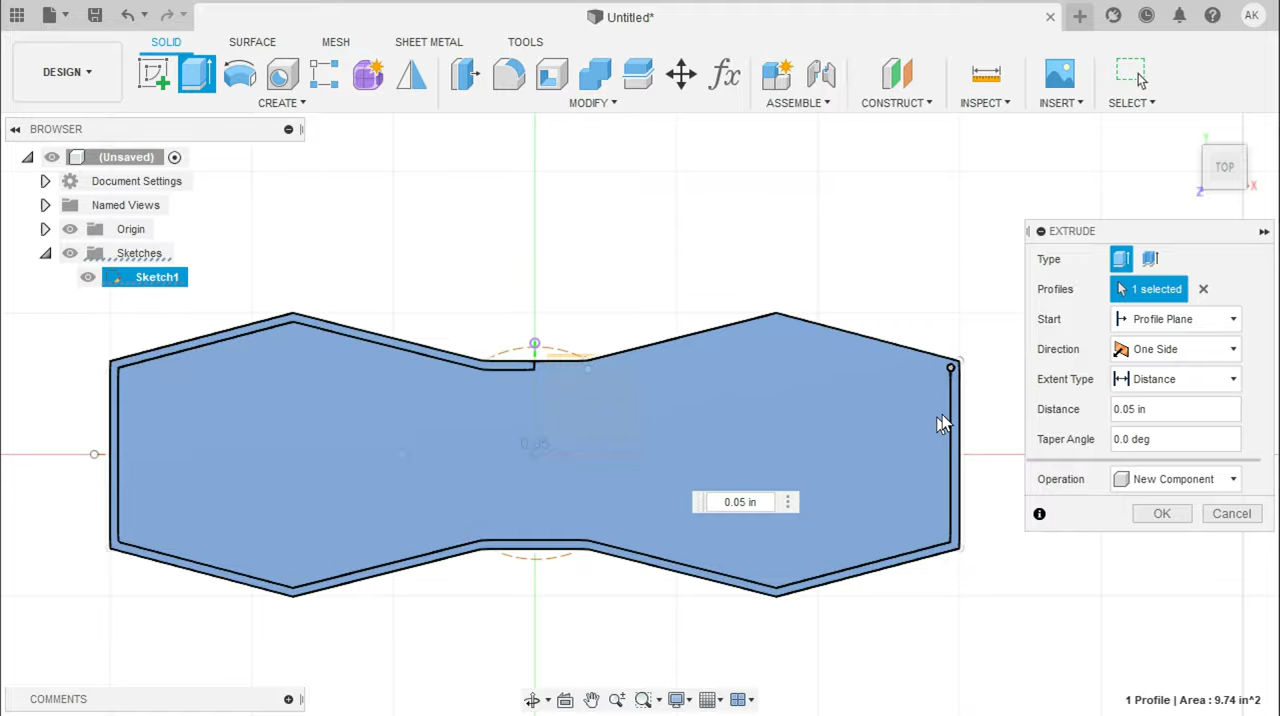 Untitled*
AK
DESIGN
SOLID
SURFACE
MESH
SHEET METAL
TOOLS
fx
CREATE
MODIFY
ASSEMBLE
CONSTRUCT
INSPECT
INSERT
SELECT
BROWSER
(Unsaved)
Document Settings
Named Views
Origin
Sketches
Sketch1
Y
TOP
X
Z
EXTRUDE
Type
Profiles
1 selected
Start
Profile Plane
Direction
One Side
Extent Type
Distance
Distance
0.05 in
Taper Angle
0.0 deg
Operation
New Component
OK
Cancel
0.05
0.05 in
COMMENTS
1 Profile | Area : 9.74 in^2